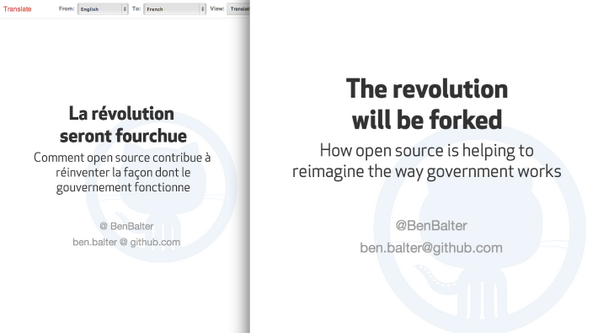 Translate From: English To: French View: Translat
La révolution
seront fourchue
Comment open source contribue à
réinventer la façon dont le
gouvernement fonctionne
@ BenBalter
ben.balter @ github.com
The revolution
will be forked
How open source is helping to
reimagine the way government works
@BenBalter
ben.balter@github.com